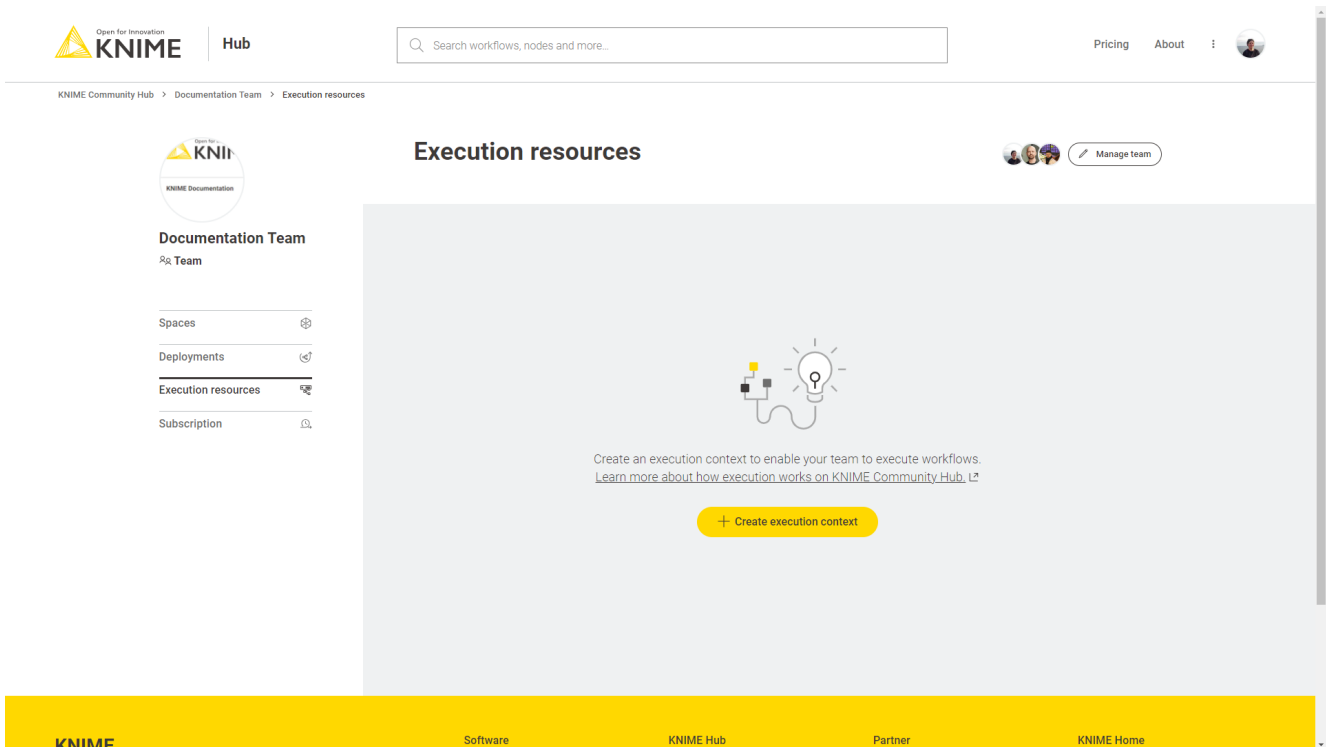 Open for Innovation
KNIME
Hub
Search workflows, nodes and more...
Pricing
About
KNIME Community Hub > Documentation Team > Execution resources
KNIME Documentation
Execution resources
Manage team
Documentation Team
Team
Spaces
Deployments
Execution resources
Subscription
Create an execution context to enable your team to execute workflows.
Learn more about how execution works on KNIME Community Hub.
Create execution context
KNIME
Software
KNIME Hub
Partner
KNIME Home